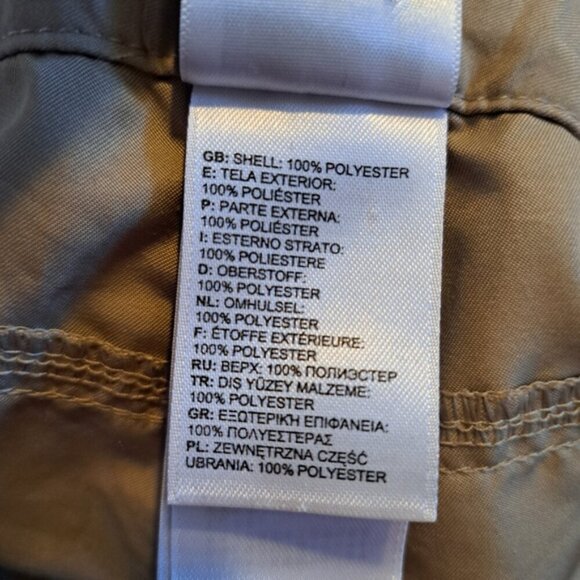 GB: SHELL: 100% POLYESTER
E: TELA EXTERIOR:
100% POLIÉSTER
P: PARTE EXTERNA:
100% POLIÉSTER
I: ESTERNO STRATO:
100% POLIESTERE
D: OBERSTOFF:
100% POLYESTER
NL: OMHULSEL:
100% POLYESTER
F: ÉTOFFE EXTÉRIEURE:
100% POLYESTER
RU: ВЕРХ: 100% ПОЛИЭСТЕР
TR: DIŞ YÜZEY MALZEME:
100% POLYESTER
GR: ΕΞΩΤΕΡΙΚΗ ΕΠΙΦΑΝΕΙΑ:
100% ΠΟΛΥΕΣΤΕΡΑΣ
PL: ZEWNĘTRZNA CZĘŚĆ
UBRANIA: 100% POLYESTER